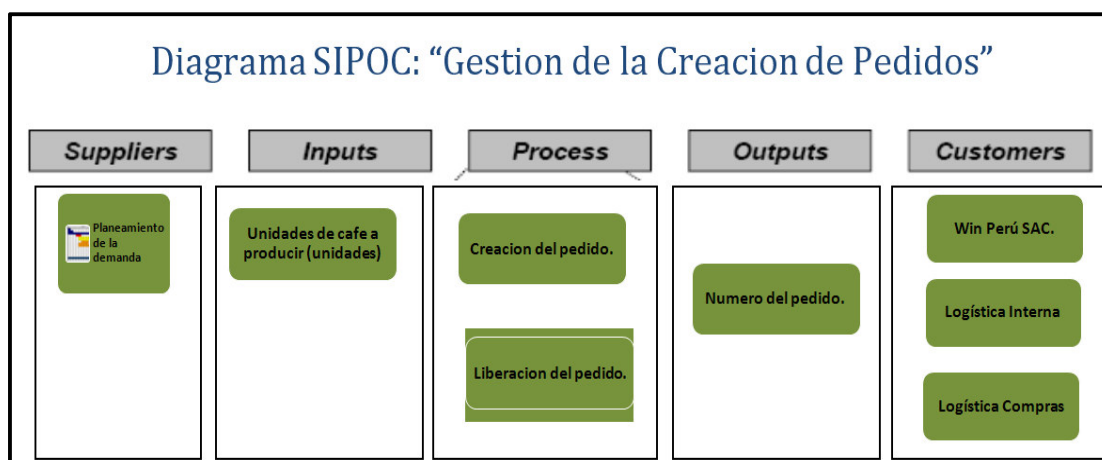 Diagrama SIPOC: “Gestion de la Creacion de Pedidos”
Suppliers
Inputs
Process
Outputs
Customers
Planeamiento
de la
demanda
Unidades de cafe a
producir (unidades)
Creacion del pedido.
Liberacion del pedido.
Numero del pedido.
Win Perú SAC.
Logística Interna
Logística Compras